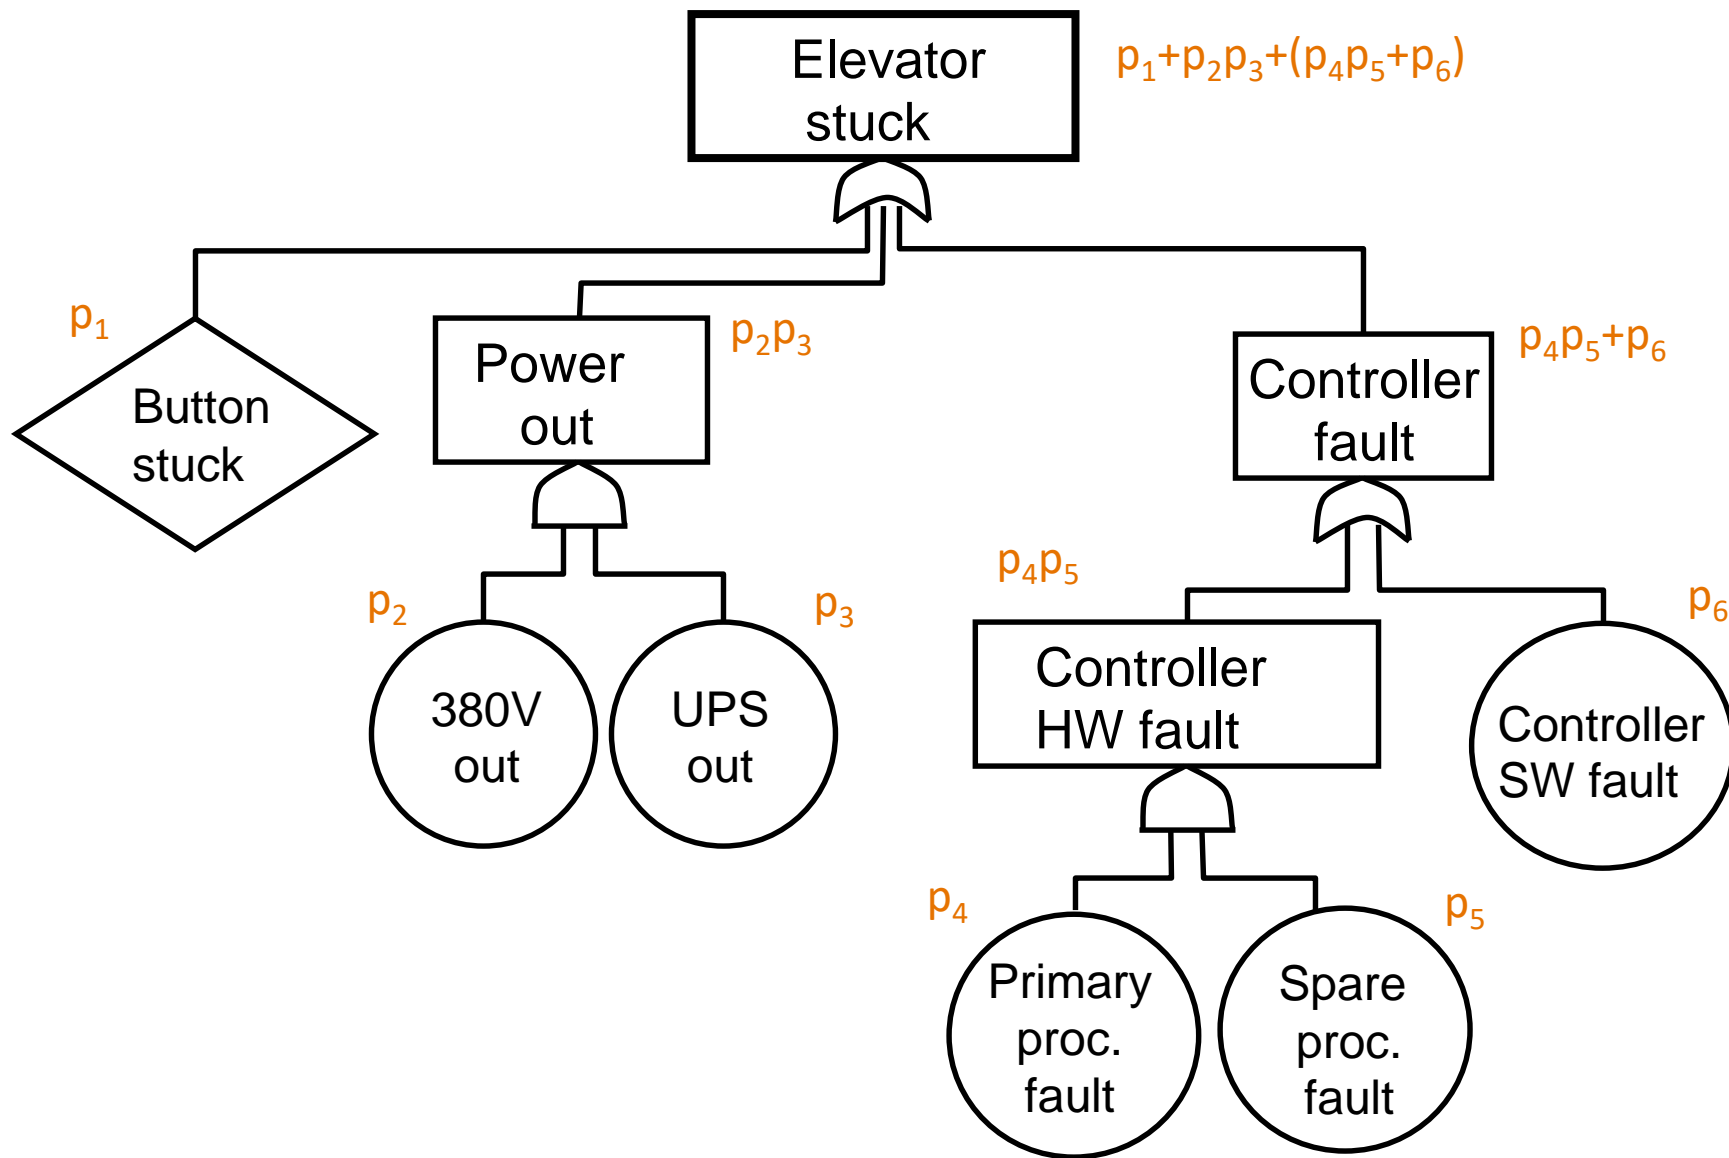 Elevator
stuck
p₁+p₂p₃+(p₄p₅+p₆)
p₁
Button
stuck
Power
out
p₂p₃
Controller
fault
p₄p₅+p₆
p₂
380V
out
p₃
UPS
out
p₄p₅
Controller
HW fault
p₆
Controller
SW fault
p₄
Primary
proc.
fault
p₅
Spare
proc.
fault